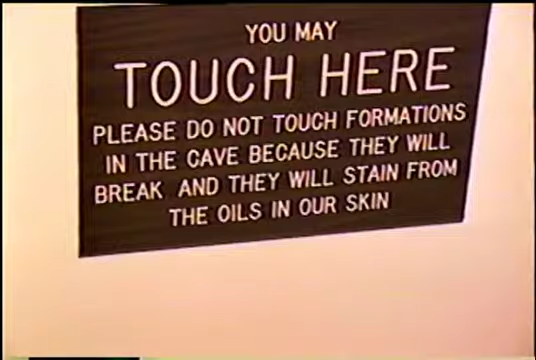 YOU MAY
TOUCH HERE
PLEASE DO NOT TOUCH FORMATIONS
IN THE CAVE BECAUSE THEY WILL
BREAK AND THEY WILL STAIN FROM
THE OILS IN OUR SKIN